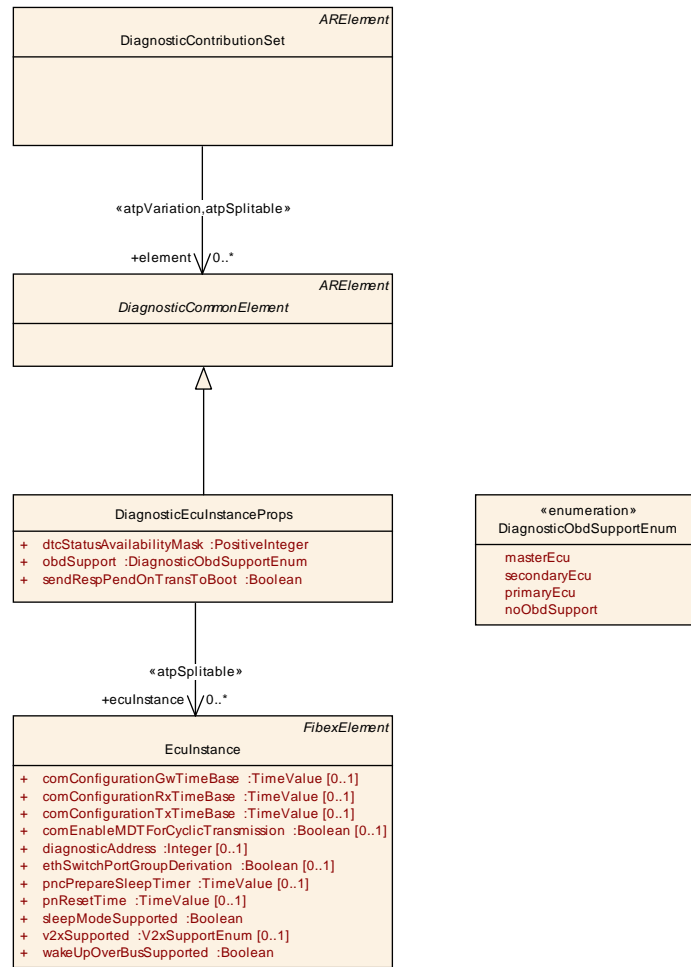 ARElement
DiagnosticContributionSet
«atpVariation,atpSplitable»
+element 0..*
ARElement
DiagnosticCommonElement
DiagnosticEcuInstanceProps
+ dtcStatusAvailabilityMask :PositiveInteger
+ obdSupport :DiagnosticObdSupportEnum
+ sendRespPendOnTransToBoot :Boolean
«enumeration»
DiagnosticObdSupportEnum
masterEcu
secondaryEcu
primaryEcu
noObdSupport
«atpSplitable»
+ecuInstance 0..*
FibexElement
EcuInstance
+ comConfigurationGwTimeBase :TimeValue [0..1]
+ comConfigurationRxTimeBase :TimeValue [0..1]
+ comConfigurationTxTimeBase :TimeValue [0..1]
+ comEnableMDTForCyclicTransmission :Boolean [0..1]
+ diagnosticAddress :Integer [0..1]
+ ethSwitchPortGroupDerivation :Boolean [0..1]
+ pncPrepareSleepTimer :TimeValue [0..1]
+ pnResetTime :TimeValue [0..1]
+ sleepModeSupported :Boolean
+ v2xSupported :V2xSupportEnum [0..1]
+ wakeUpOverBusSupported :Boolean